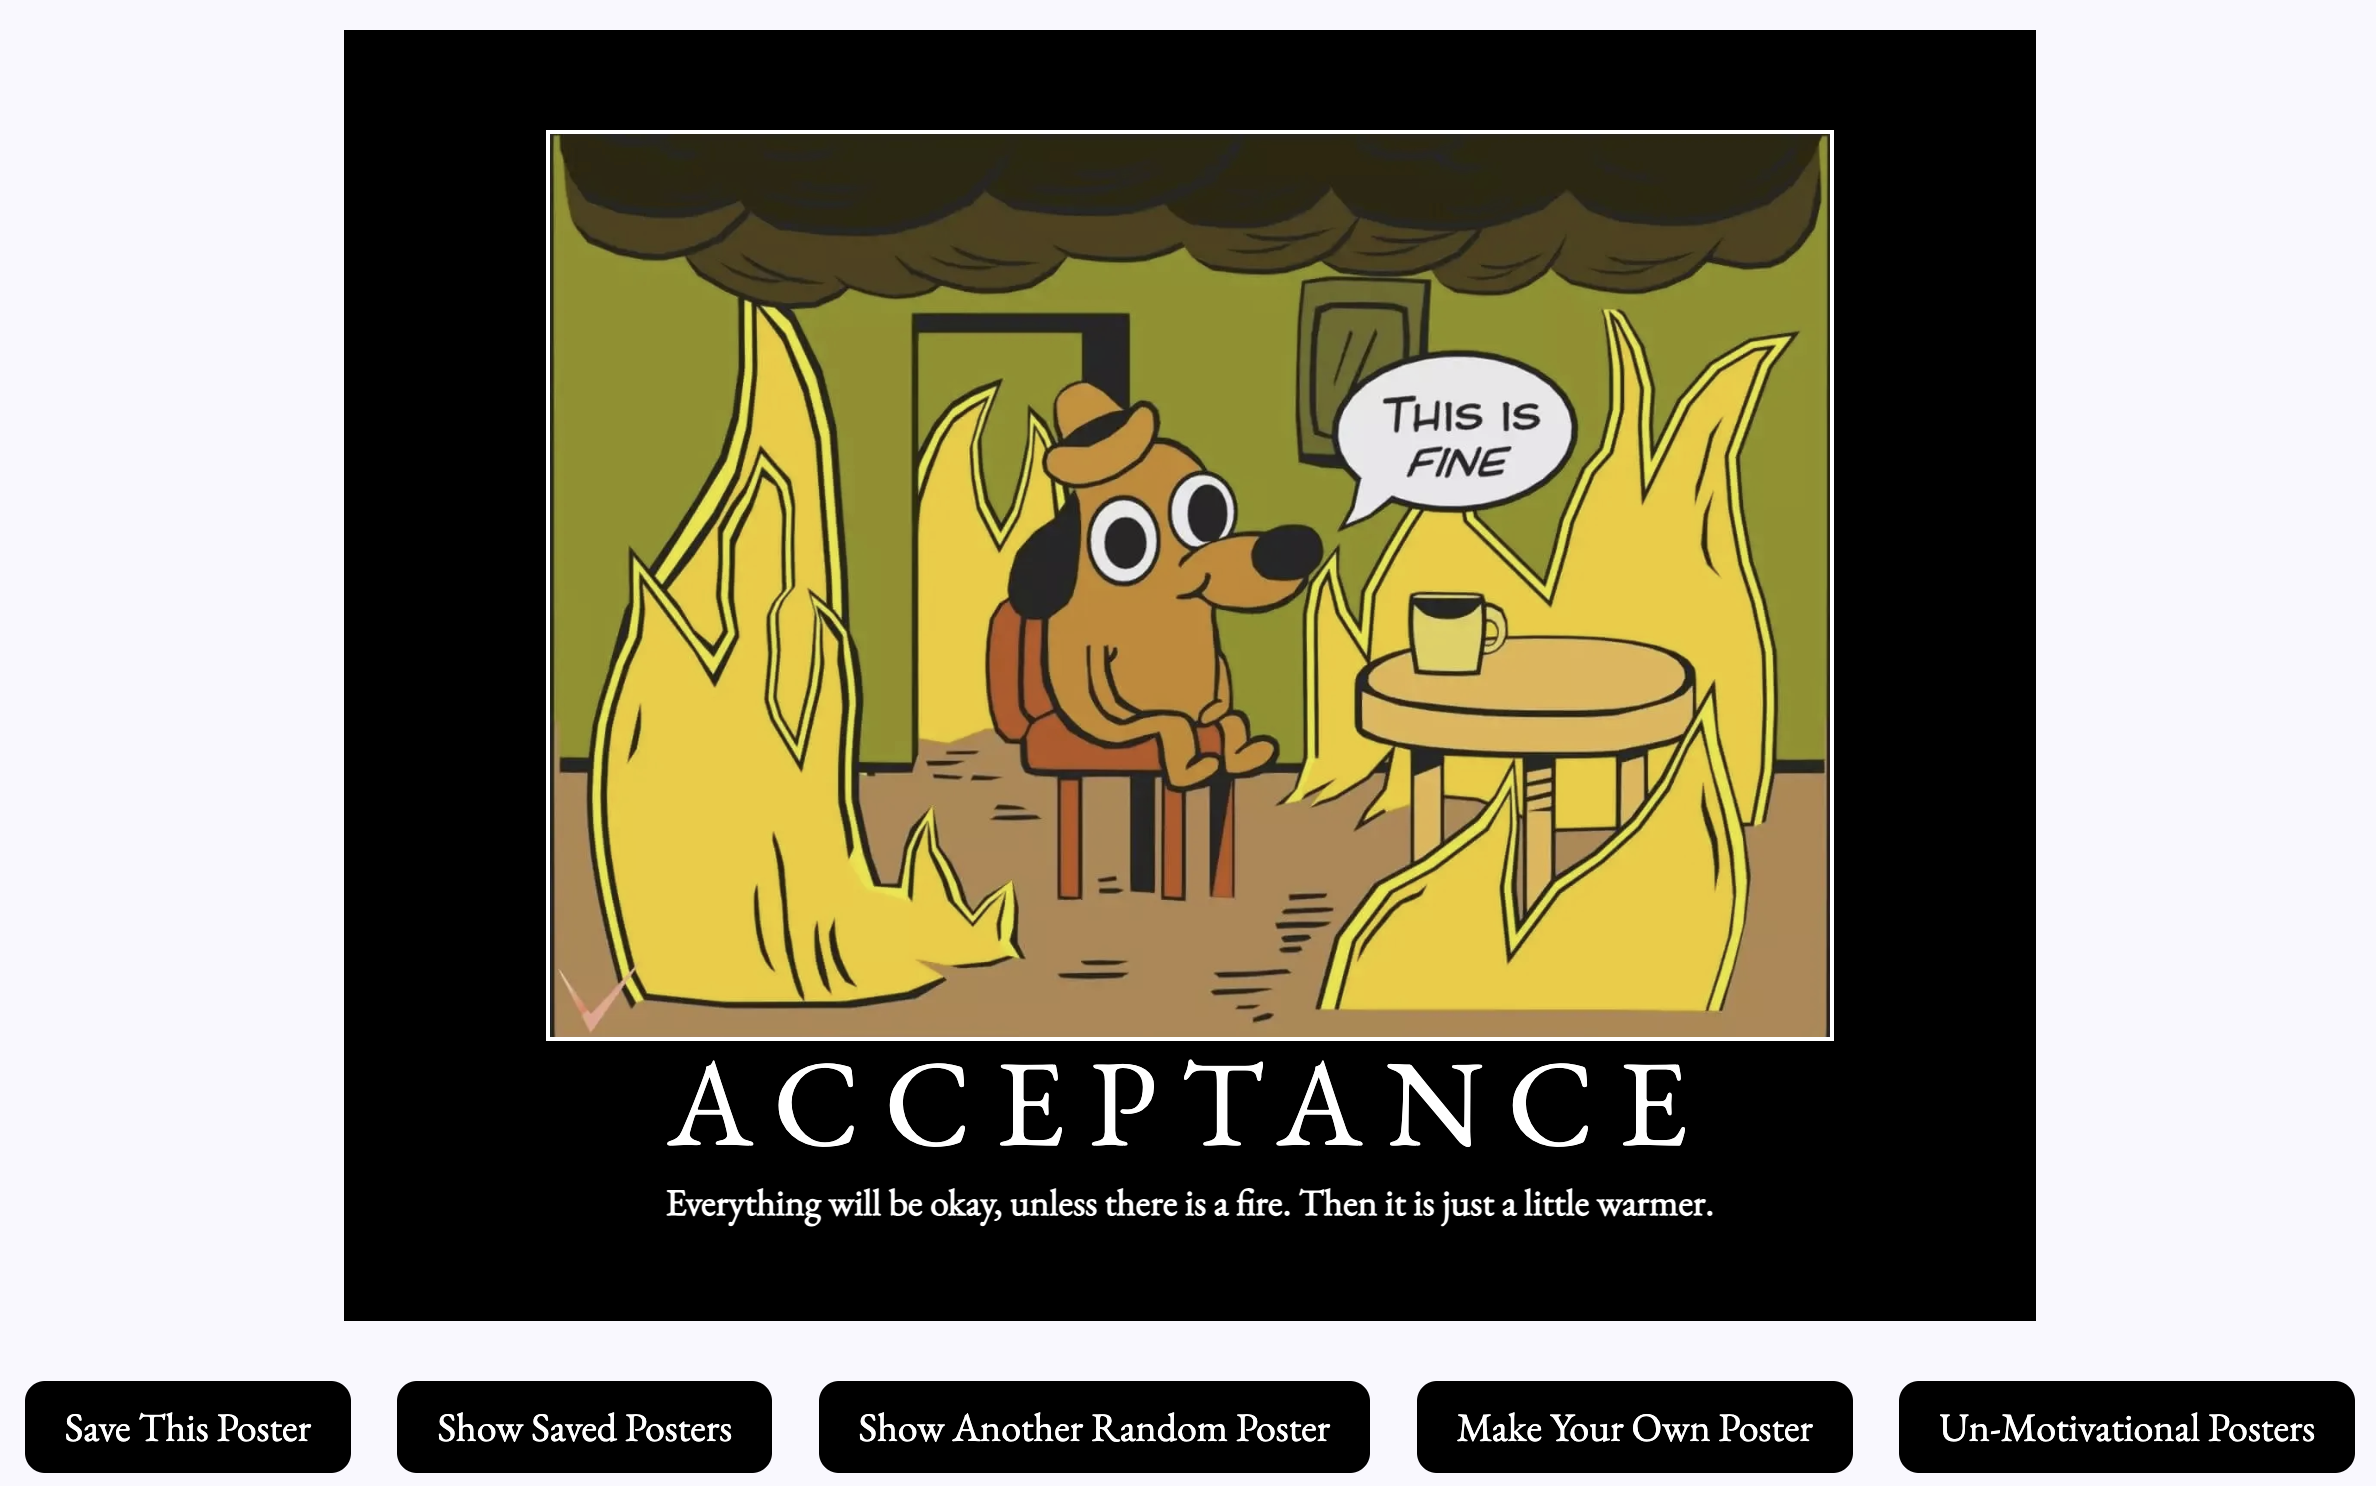 THIS IS
FINE
ACCEPTANCE
Everything will be okay, unless there is a fire. Then it is just a little warmer.
Save This Poster
Show Saved Posters
Show Another Random Poster
Make Your Own Poster
Un-Motivational Posters